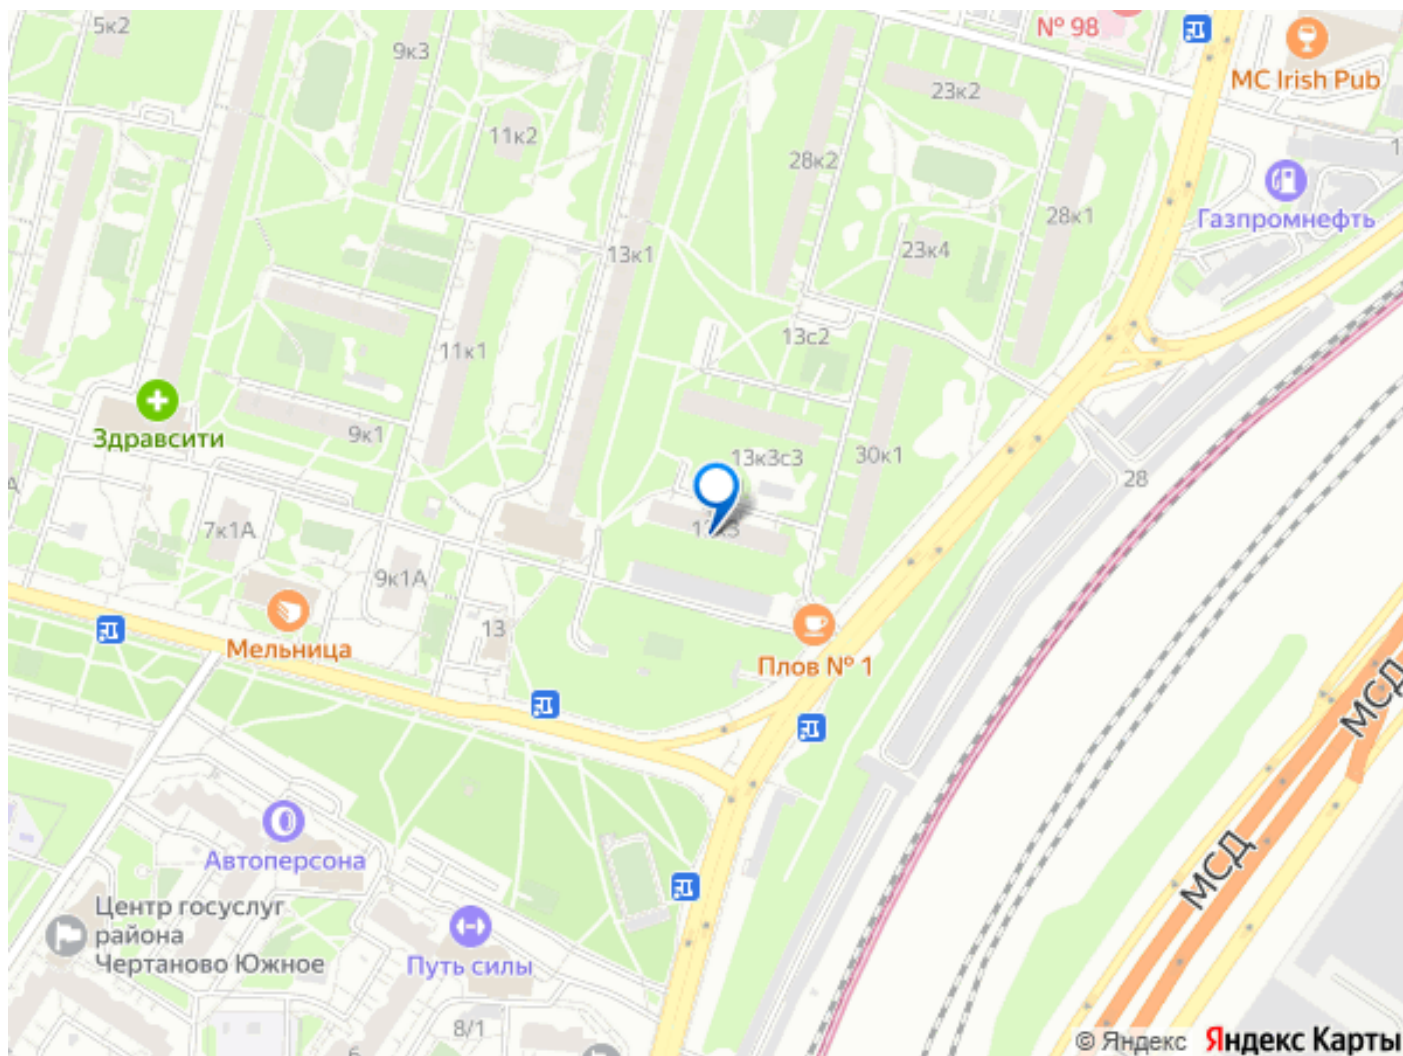 5к2
9к3
№ 98
MC Irish Pub
23к2
11к2
28к2
28к1
Газпромнефть
23к4
13к1
13с2
11к1
Здравсити
9к1
13к3с3
30к1
28
7к1А
9к1А
13
Мельница
Плов № 1
МСД
МСД
Автоперсона
Центр госуслуг
района
Чертаново Южное
Путь силы
8/1
© Яндекс Яндекс Карты